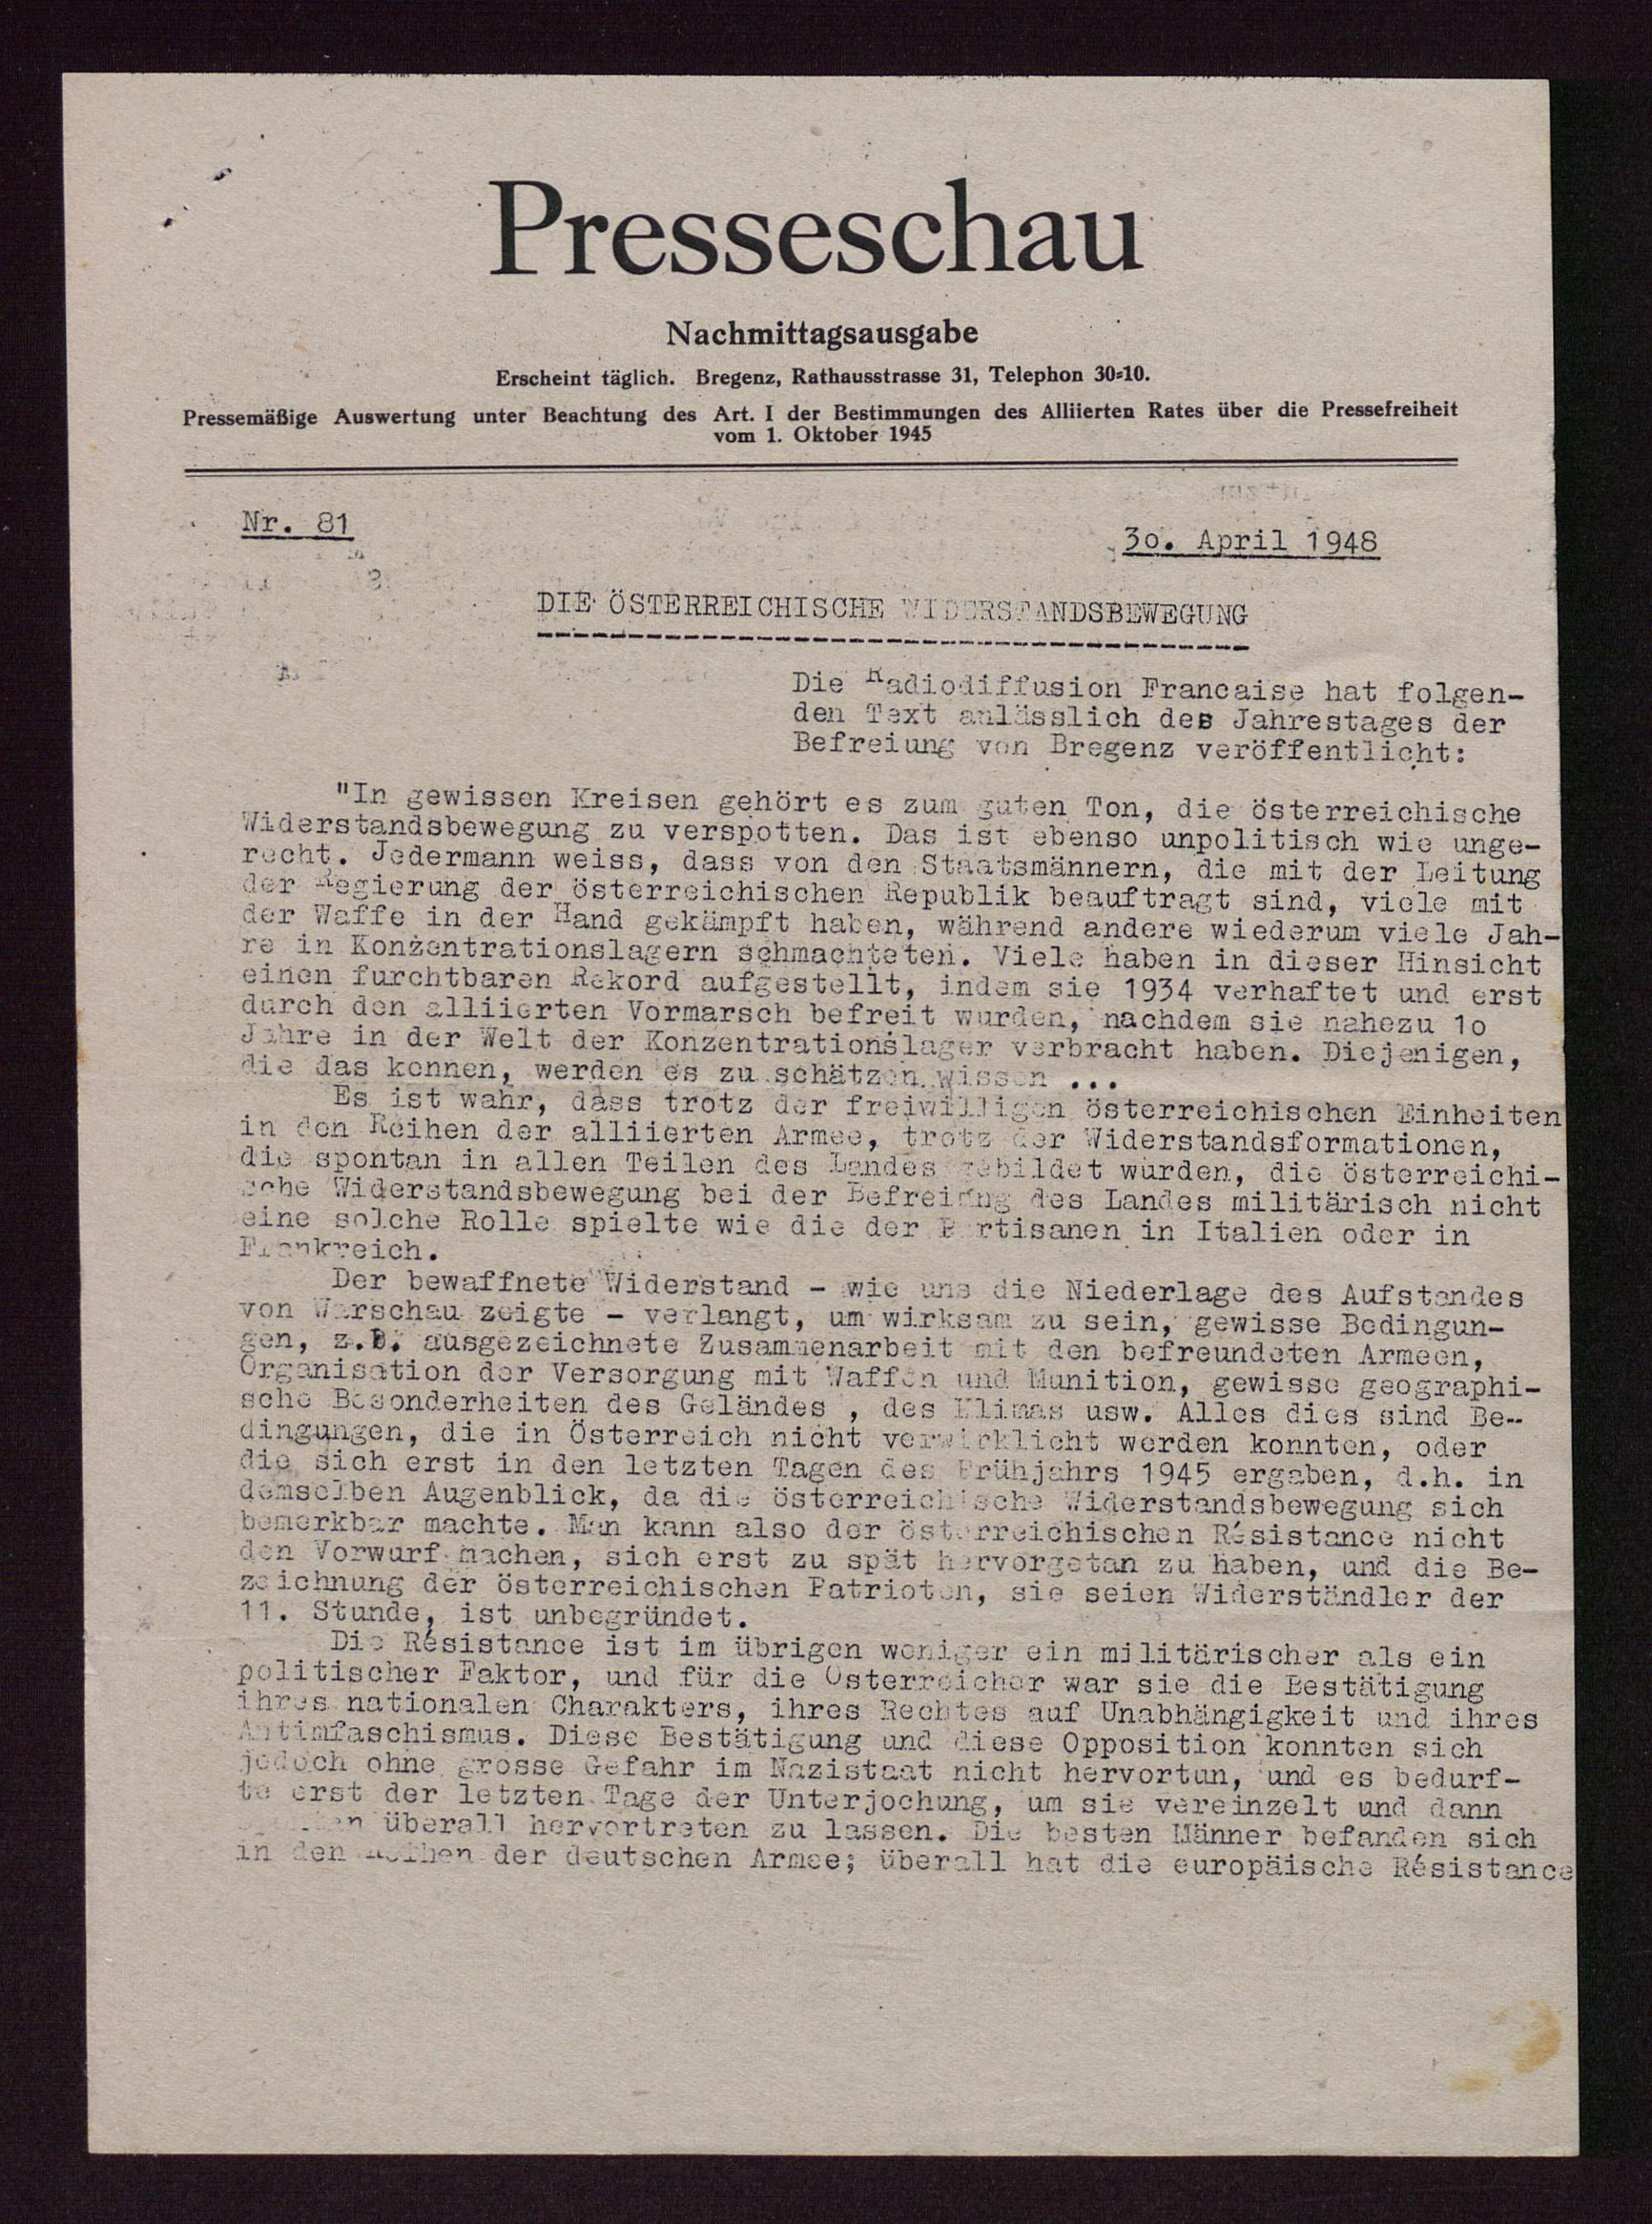 Presseschau
Nachmittagsausgabe
Erscheint täglich. Bregenz, Rathausstrasse 31, Telephon 30=10.
Pressemäßige Auswertung unter Beachtung des Art. I der Bestimmungen des Alliierten Rates über die Pressefreiheit
vom 1. Oktober 1945
Nr. 81
3o. April 1948
DIE ÖSTERREICHISCHE WIDERSTANDSBEWEGUNG
Die Radiodiffusion Francaise hat folgen-
den Text anlässlich des Jahrestages der
Befreiung von Bregenz veröffentlicht:
"In gewissen Kreisen gehört es zum guten Ton, die österreichische
Widerstandsbewegung zu verspotten. Das ist ebenso unpolitisch wie unge-
recht. Jedermann weiss, dass von den Staatsmännern, die mit der Leitung
der Regierung der österreichischen Republik beauftragt sind, viele mit
der Waffe in der Hand gekämpft haben, während andere wiederum viele Jah-
re in Konzentrationslagern schmachteten. Viele haben in dieser Hinsicht
einen furchtbaren Rekord aufgestellt, indem sie 1934 verhaftet und erst
durch den alliierten Vormarsch befreit wurden, nachdem sie nahezu 1o
Jahre in der Welt der Konzentrationslager verbracht haben. Diejenigen,
die das kennen, werden es zu schätzen wissen ...
Es ist wahr, dass trotz der freiwilligen österreichischen Einheiten
in den Reihen der alliierten Armee, trotz der Widerstandsformationen,
die spontan in allen Teilen des Landes gebildet wurden, die österreichi-
sche Widerstandsbewegung bei der Befreiung des Landes militärisch nicht
eine solche Rolle spielte wie die der Partisanen in Italien oder in
Frankreich.
Der bewaffnete Widerstand - wie uns die Niederlage des Aufstandes
von Warschau zeigte - verlangt, um wirksam zu sein, gewisse Bedingun-
gen, z.B. ausgezeichnete Zusammenarbeit mit den befreundeten Armeen,
Organisation der Versorgung mit Waffen und Munition, gewisse geographi-
sche Besonderheiten des Geländes , des Klimas usw. Alles dies sind Be-
dingungen, die in Österreich nicht verwirklicht werden konnten, oder
die sich erst in den letzten Tagen des Frühjahrs 1945 ergaben, d.h. in
demselben Augenblick, da die österreichische Widerstandsbewegung sich
bemerkbar machte. Man kann also der österreichischen Résistance nicht
den Vorwurf machen, sich erst zu spät hervorgetan zu haben, und die Be-
zeichnung der österreichischen Patrioten, sie seien Widerständler der
11. Stunde, ist unbegründet.
Die Résistance ist im übrigen weniger ein militärischer als ein
politischer Faktor, und für die Österreicher war sie die Bestätigung
ihres nationalen Charakters, ihres Rechtes auf Unabhängigkeit und ihres
Antimfaschismus. Diese Bestätigung und diese Opposition konnten sich
jedoch ohne grosse Gefahr im Nazistaat nicht hervortun, und es bedurf-
te erst der letzten Tage der Unterjochung, um sie vereinzelt und dann
überall hervortreten zu lassen. Die besten Männer befanden sich
in den Reihen der deutschen Armee; überall hat die europäische Résistance